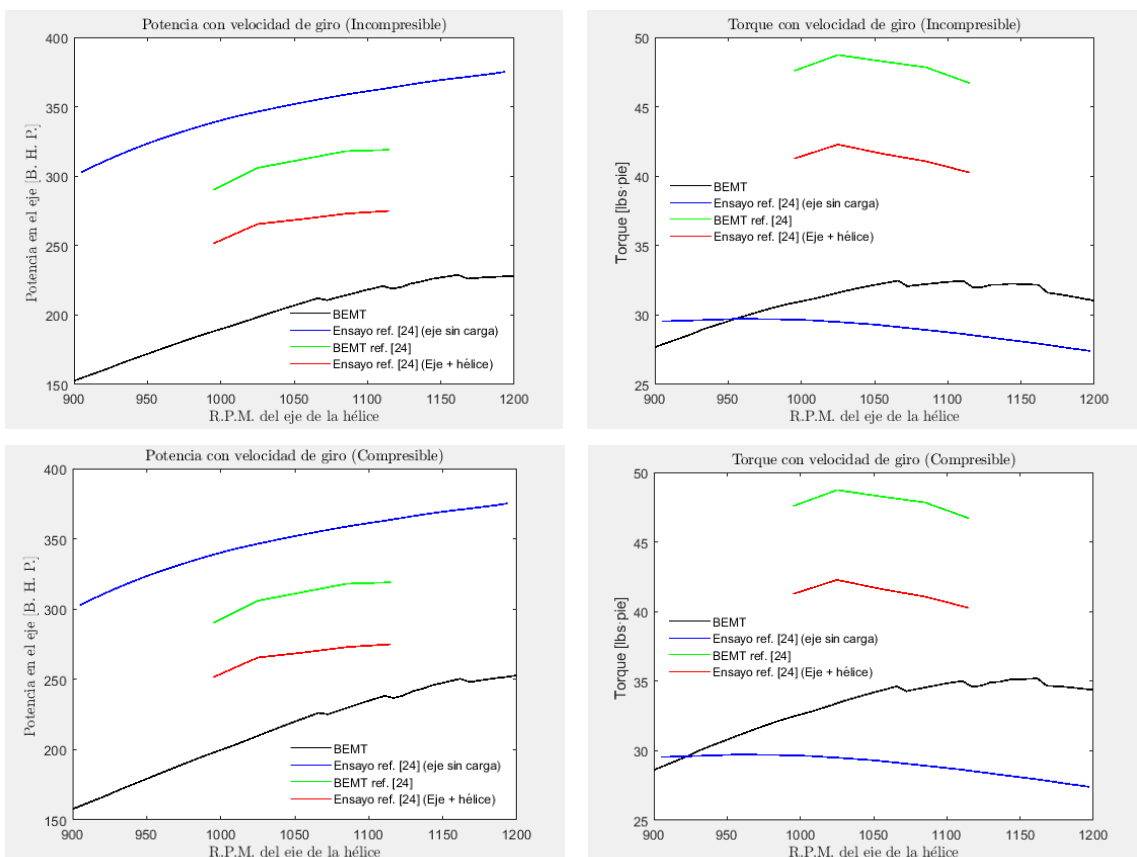 Potencia con velocidad de giro (Incompresible)
400
350
300
250
200
150
Potencia en el eje [B. H. P.]
BEMT
Ensayo ref. [24] (eje sin carga)
BEMT ref. [24]
Ensayo ref. [24] (Eje + hélice)
900 950 1000 1050 1100 1150 1200
R.P.M. del eje de la hélice
Torque con velocidad de giro (Incompresible)
50
45
40
35
30
25
Torque [lbs·pie]
BEMT
Ensayo ref. [24] (eje sin carga)
BEMT ref. [24]
Ensayo ref. [24] (Eje + hélice)
900 950 1000 1050 1100 1150 1200
R.P.M. del eje de la hélice
Potencia con velocidad de giro (Compresible)
400
350
300
250
200
150
Potencia en el eje [B. H. P.]
BEMT
Ensayo ref. [24] (eje sin carga)
BEMT ref. [24]
Ensayo ref. [24] (Eje + hélice)
900 950 1000 1050 1100 1150 1200
R.P.M. del eje de la hélice
Torque con velocidad de giro (Compresible)
50
45
40
35
30
25
Torque [lbs·pie]
BEMT
Ensayo ref. [24] (eje sin carga)
BEMT ref. [24]
Ensayo ref. [24] (Eje + hélice)
900 950 1000 1050 1100 1150 1200
R.P.M. del eje de la hélice